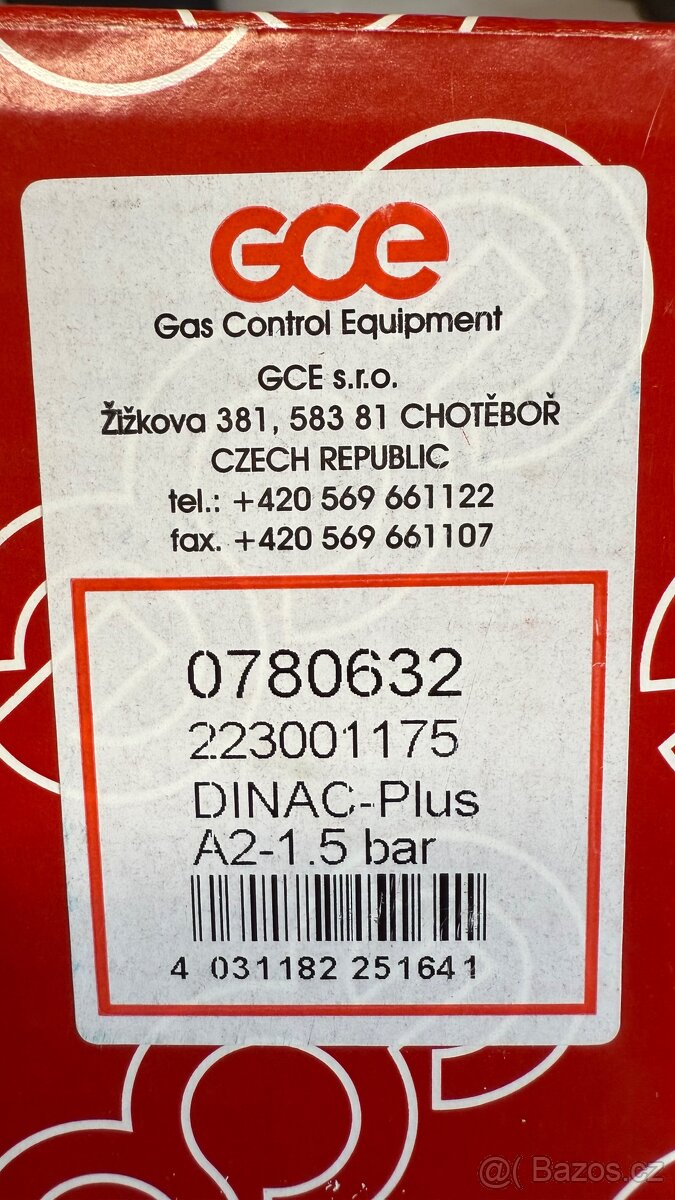 GCE
Gas Control Equipment
GCE s.r.o.
Žižkova 381, 583 81 CHOTĚBOŘ
CZECH REPUBLIC
tel.: +420 569 661122
fax. +420 569 661107
0780632
223001175
DINAC-Plus
A2-1.5 bar
4 031182 251641
@( Bazos.cz